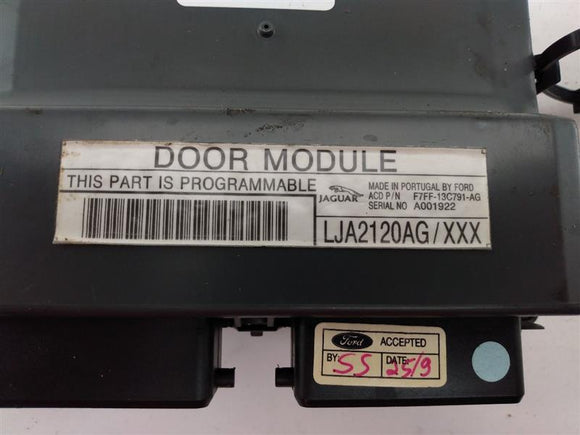 DOOR MODULE
THIS PART IS PROGRAMMABLE
JAGUAR
MADE IN PORTUGAL BY FORD
ACD P/N F7FF-13C791-AG
SERIAL NO A001922
LJA2120AG/XXX
Ford ACCEPTED
BY: SS DATE: 25/9